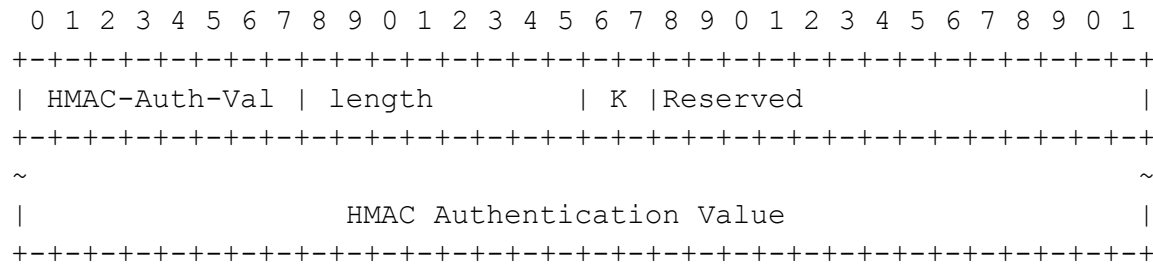 0 1 2 3 4 5 6 7 8 9 0 1 2 3 4 5 6 7 8 9 0 1 2 3 4 5 6 7 8 9 0 1
+-+-+-+-+-+-+-+-+-+-+-+-+-+-+-+-+-+-+-+-+-+-+-+-+-+-+-+-+-+-+-+-+
| HMAC-Auth-Val | length        | K |Reserved                   |
+-+-+-+-+-+-+-+-+-+-+-+-+-+-+-+-+-+-+-+-+-+-+-+-+-+-+-+-+-+-+-+-+
~                                                               ~
|                  HMAC Authentication Value                    |
+-+-+-+-+-+-+-+-+-+-+-+-+-+-+-+-+-+-+-+-+-+-+-+-+-+-+-+-+-+-+-+-+